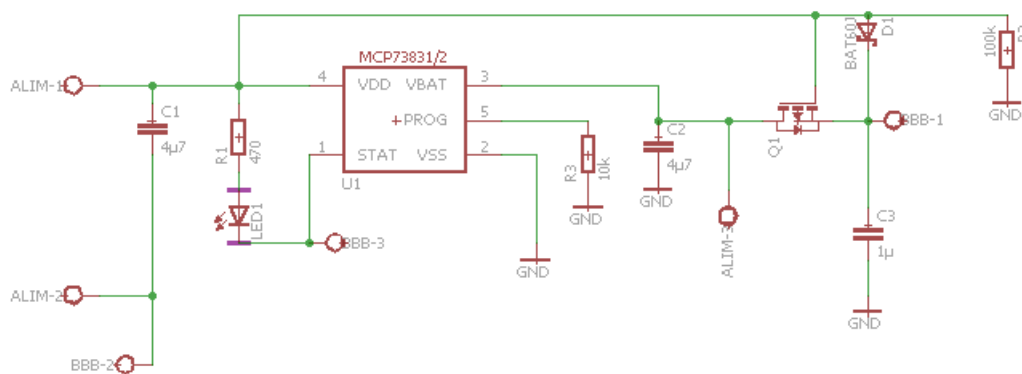 BAT60J
D1
100k
MCP73831/2
ALIM-1
4
VDD
VBAT
3
C1
4µ7
R1
470
+PROG
5
C2
4µ7
Q1
BBB-1
GND
1
STAT
VSS
2
R3
10k
U1
GND
GND
LED1
BBB-3
ALIM-
C3
1µ
GND
ALIM-2
GND
BBB-2